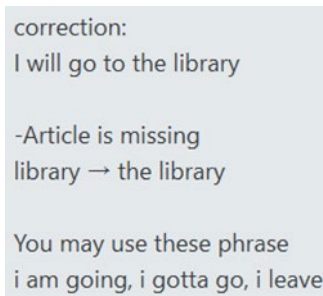 correction:
I will go to the library
-Article is missing
library → the library
You may use these phrase
i am going, i gotta go, i leave